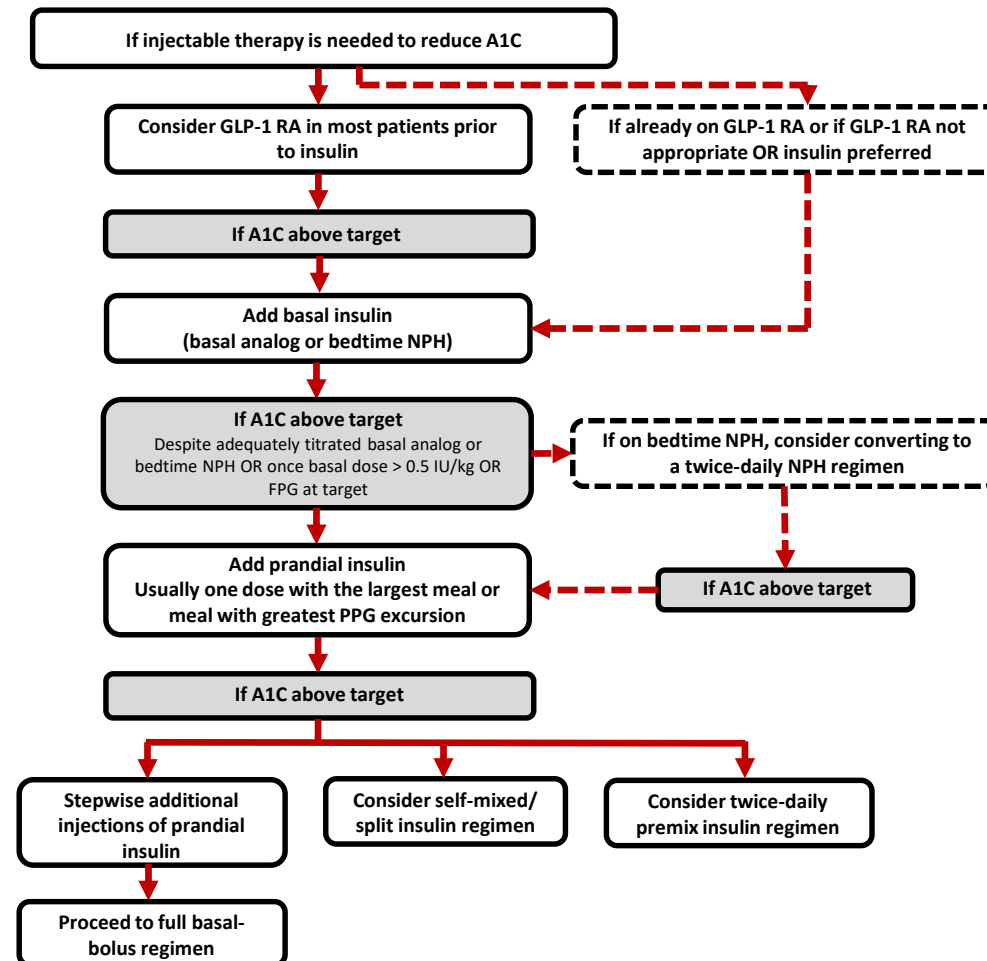 If injectable therapy is needed to reduce A1C
Consider GLP-1 RA in most patients prior
to insulin
If already on GLP-1 RA or if GLP-1 RA not
appropriate OR insulin preferred
If A1C above target
Add basal insulin
(basal analog or bedtime NPH)
If A1C above target
Despite adequately titrated basal analog or
bedtime NPH OR once basal dose > 0.5 IU/kg OR
FPG at target
If on bedtime NPH, consider converting to
a twice-daily NPH regimen
Add prandial insulin
Usually one dose with the largest meal or
meal with greatest PPG excursion
If A1C above target
If A1C above target
Stepwise additional
injections of prandial
insulin
Consider self-mixed/
split insulin regimen
Consider twice-daily
premix insulin regimen
Proceed to full basal-
bolus regimen